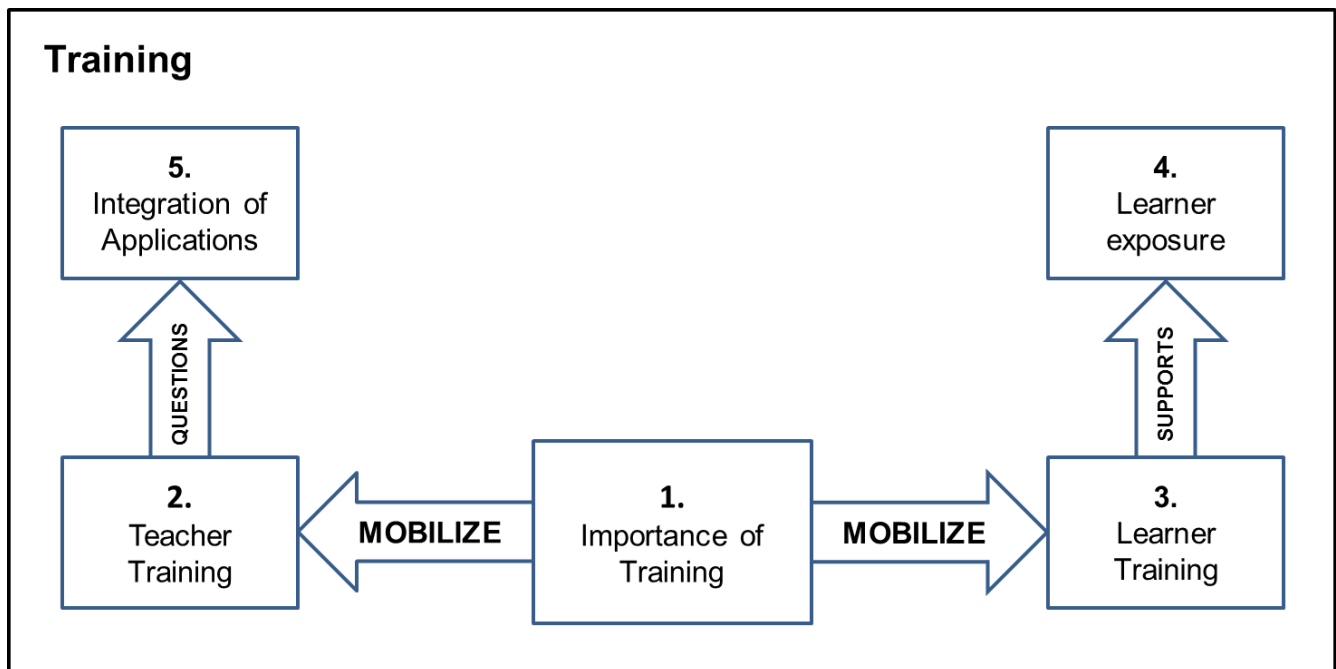 Training
5.
Integration of
Applications
4.
Learner
exposure
QUESTIONS
SUPPORTS
2.
Teacher
Training
MOBILIZE
1.
Importance of
Training
MOBILIZE
3.
Learner
Training